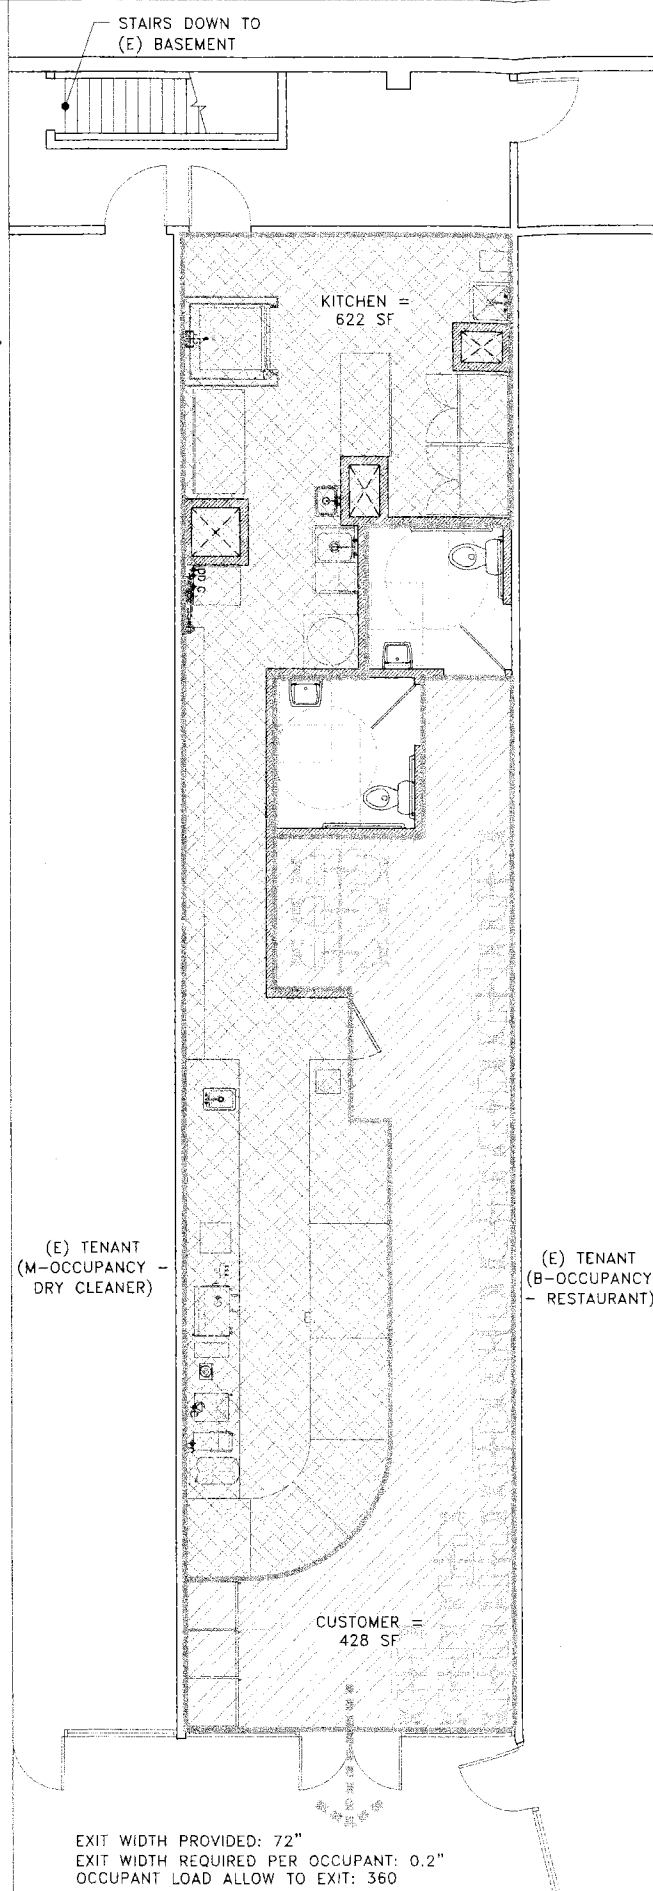 STAIRS DOWN TO
(E) BASEMENT
KITCHEN =
622 SF
(E) TENANT
(M-OCCUPANCY -
DRY CLEANER)
(E) TENANT
(B-OCCUPANCY
- RESTAURANT)
CUSTOMER =
428 SF
EXIT WIDTH PROVIDED: 72"
EXIT WIDTH REQUIRED PER OCCUPANT: 0.2"
OCCUPANT LOAD ALLOW TO EXIT: 360